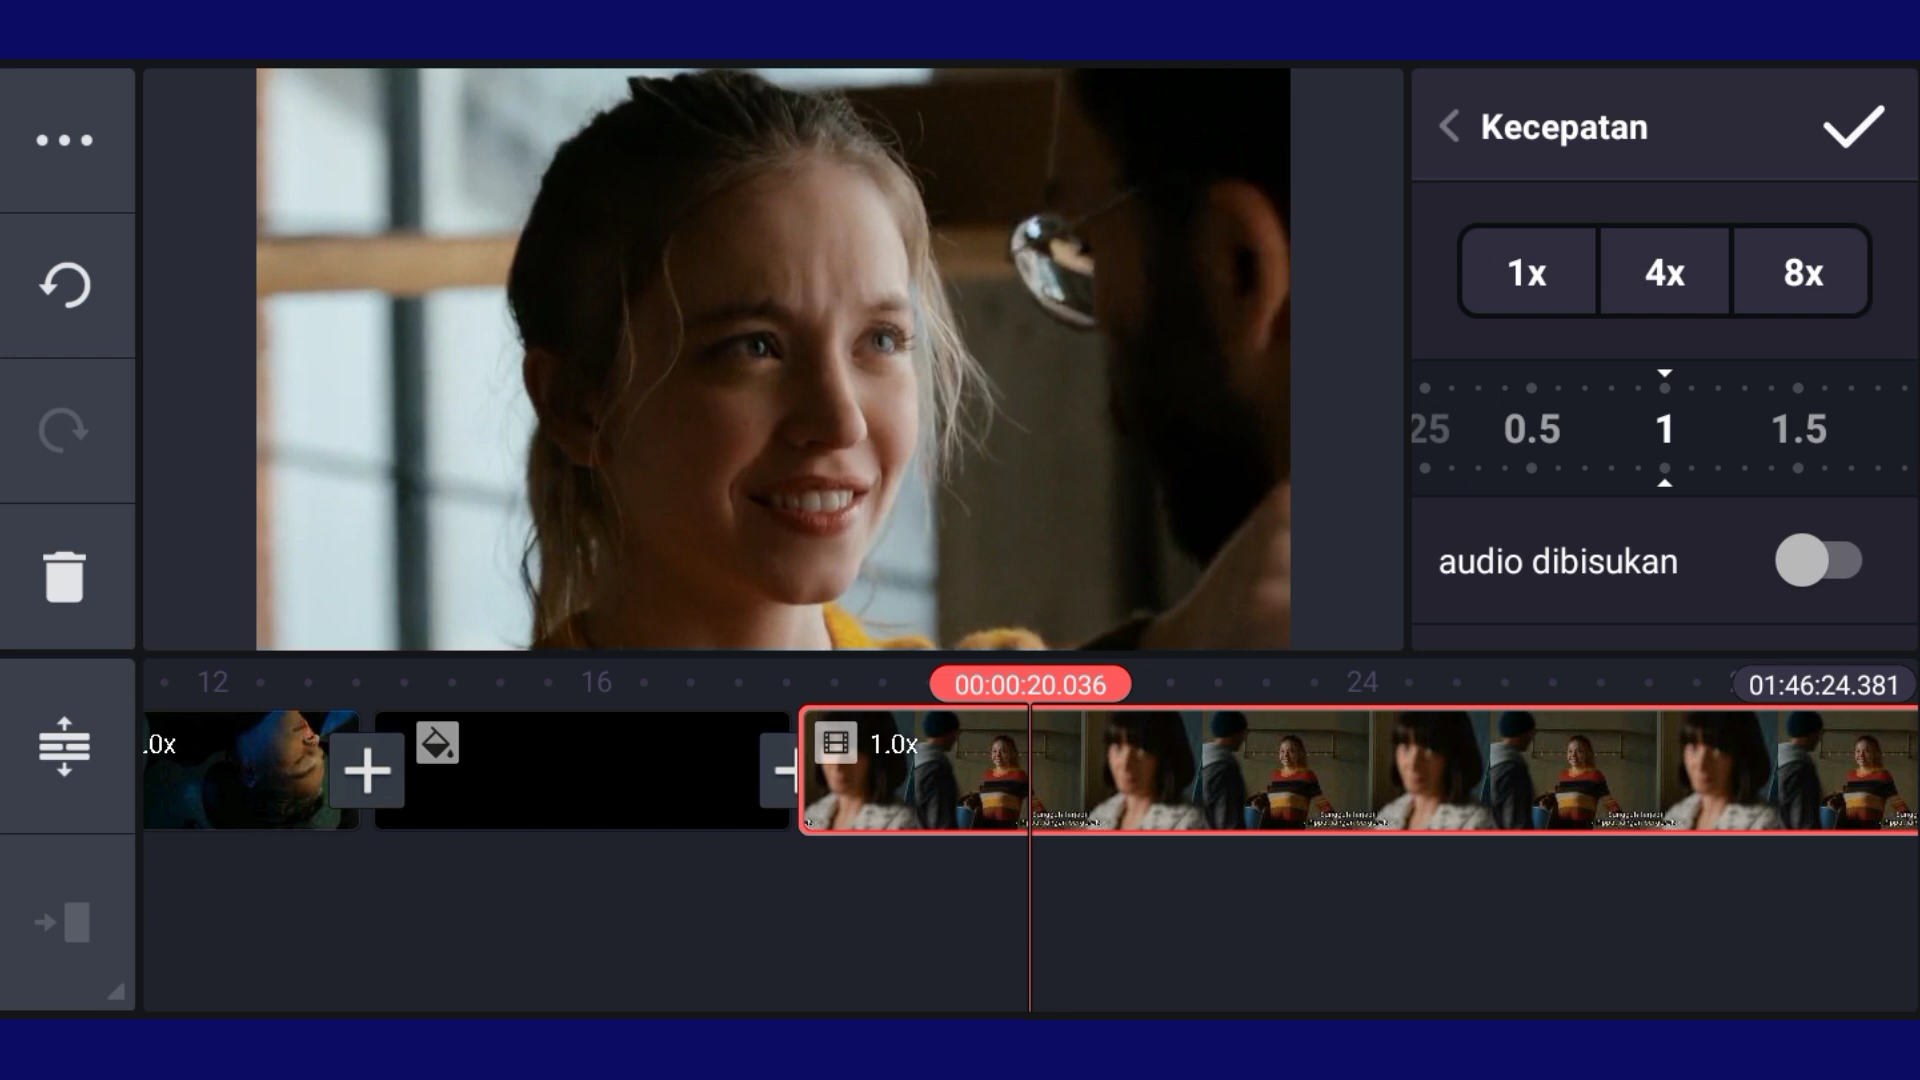 Kecepatan
1x 4x 8x
25 0.5 1 1.5
audio dibisukan
12 16 00:00:20.036 24 01:46:24.381
.0x
1.0x